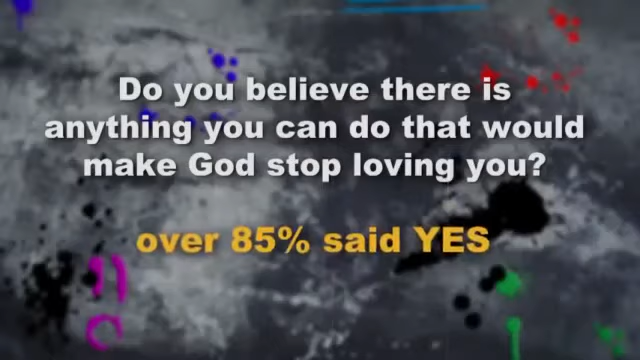 Do you believe there is
anything you can do that would
make God stop loving you?
over 85% said YES